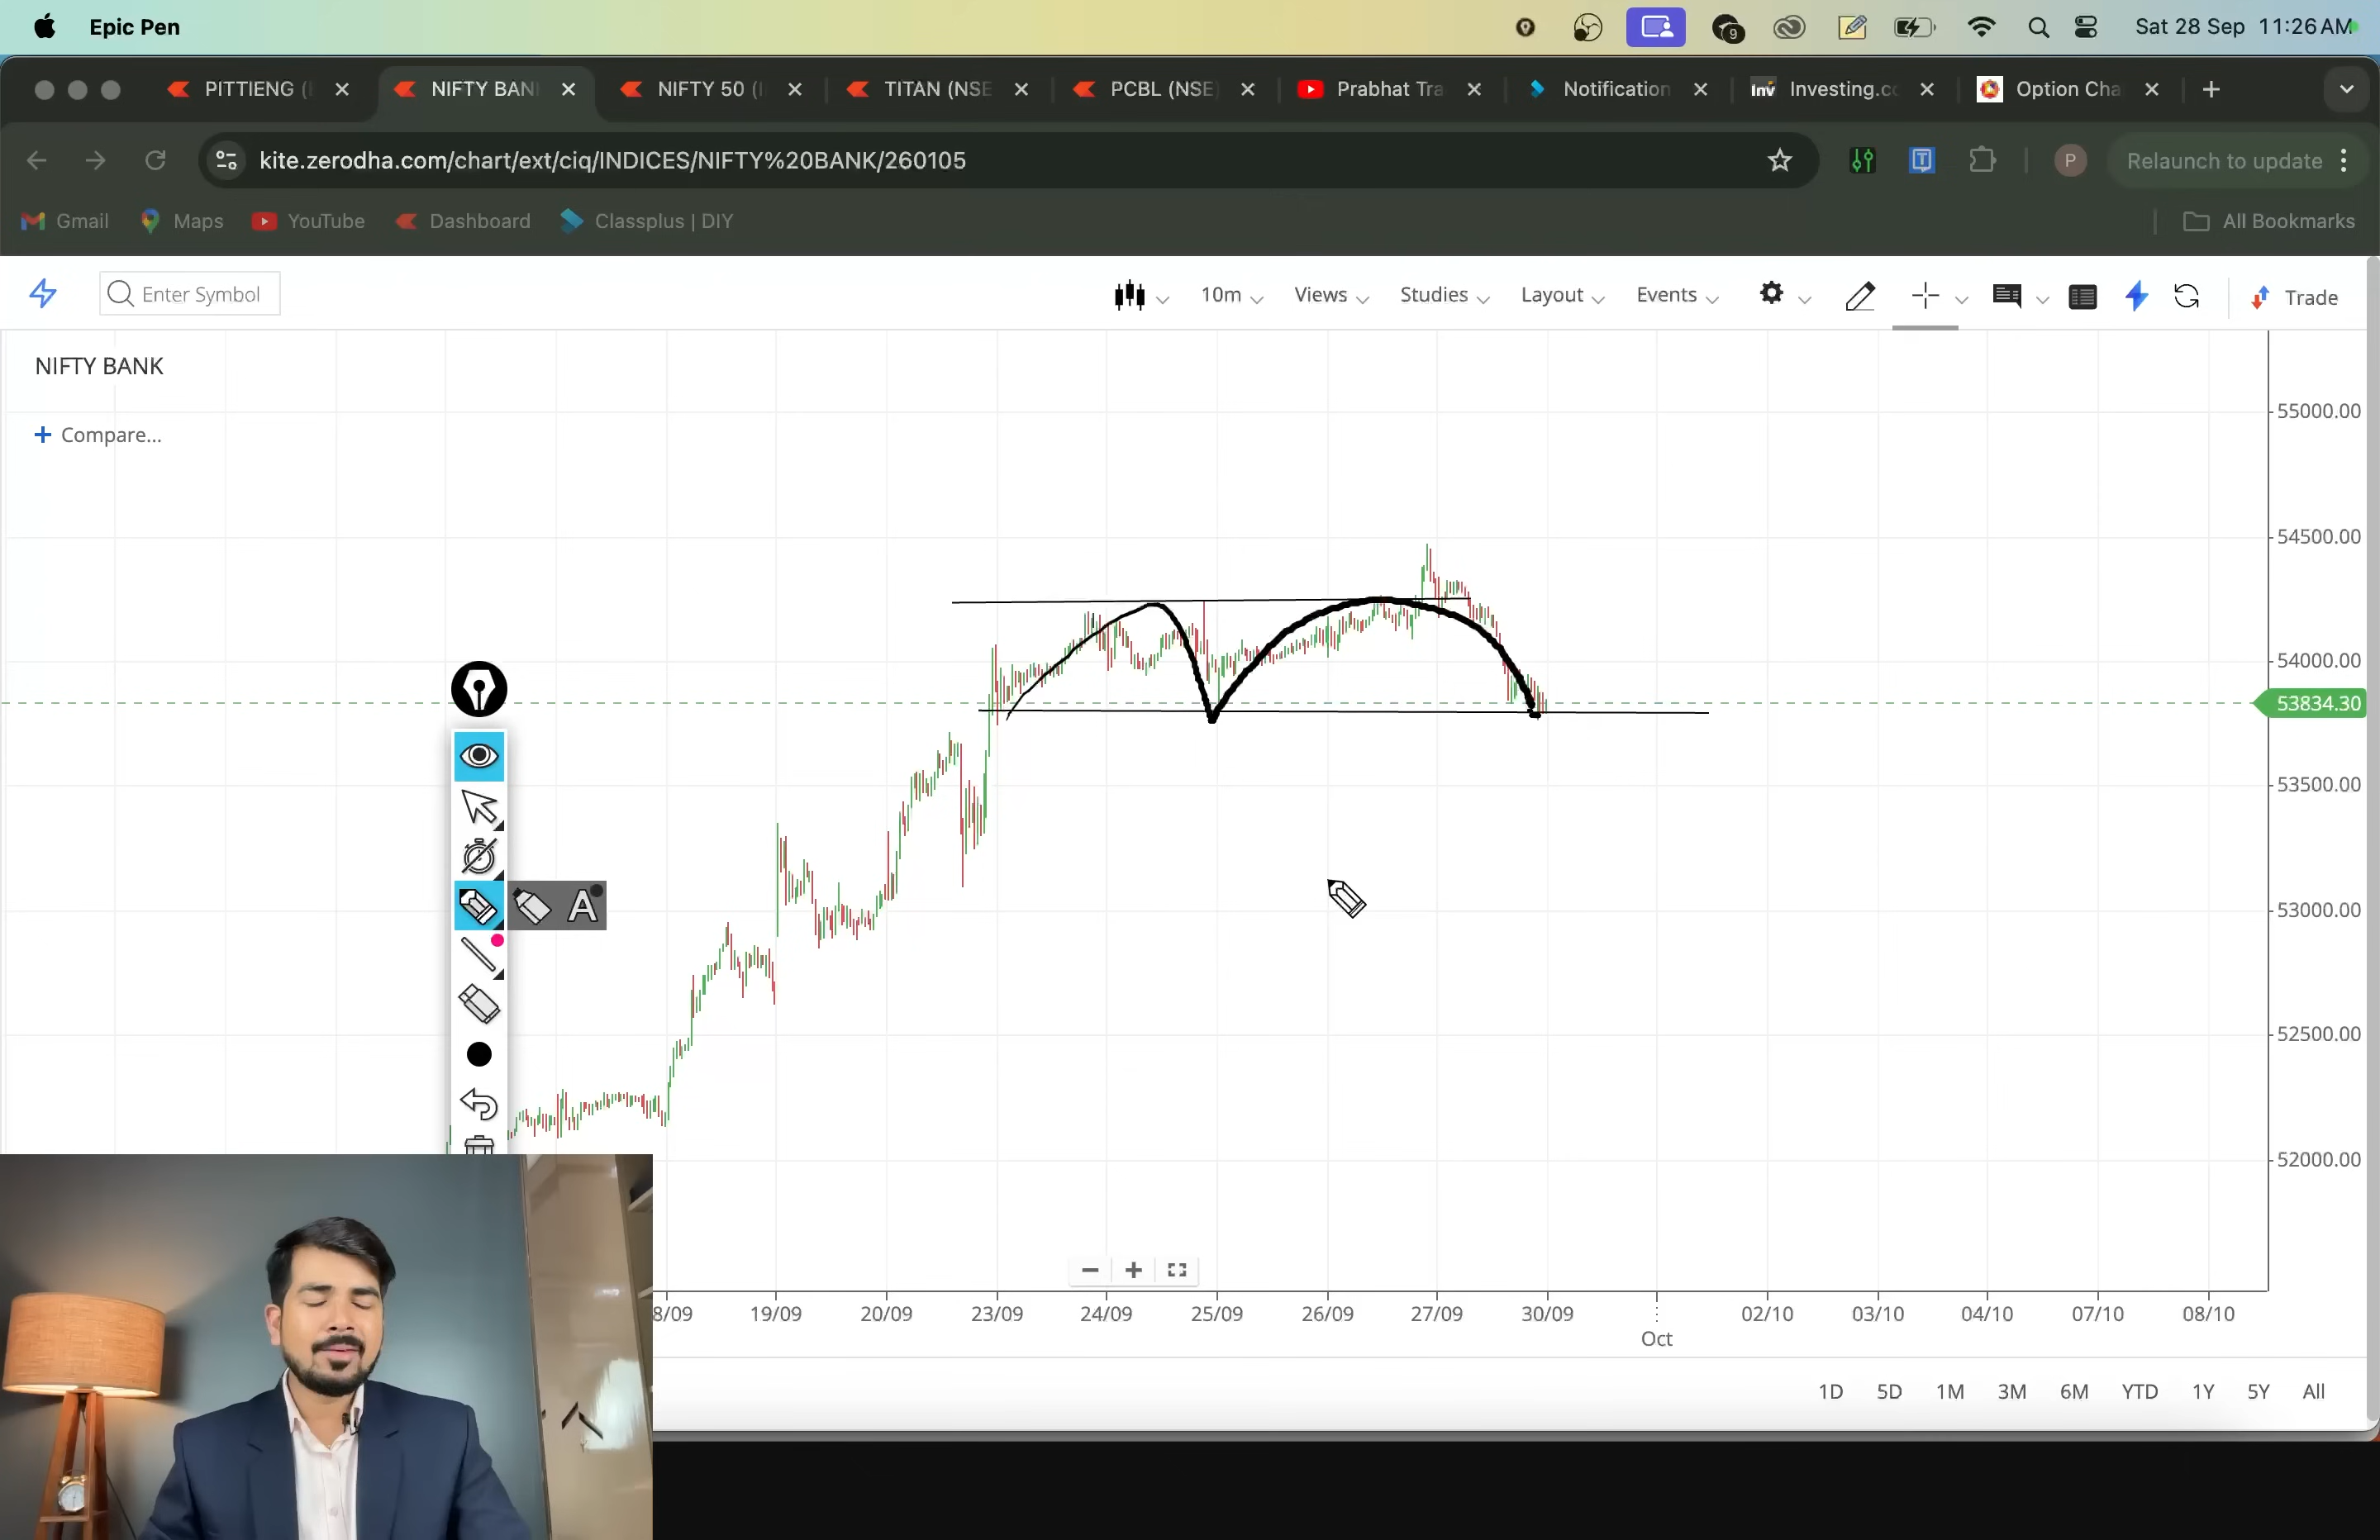 Epic Pen
9
Sat 28 Sep 11:26 AM
PITTIENG (
NIFTY BAN
NIFTY 50 (
TITAN (NSE
PCBL (NSE
Prabhat Tra
Notification
Inv Investing.c
Option Cha
kite.zerodha.com/chart/ext/ciq/INDICES/NIFTY%20BANK/260105
P
Relaunch to update
Gmail
Maps
YouTube
Dashboard
Classplus | DIY
All Bookmarks
Enter Symbol
10m
Views
Studies
Layout
Events
Trade
NIFTY BANK
+ Compare...
55000.00
54500.00
54000.00
53834.30
53500.00
53000.00
52500.00
52000.00
A
8/09 19/09 20/09 23/09 24/09 25/09 26/09 27/09 30/09 02/10 03/10 04/10 07/10 08/10
Oct
1D 5D 1M 3M 6M YTD 1Y 5Y All